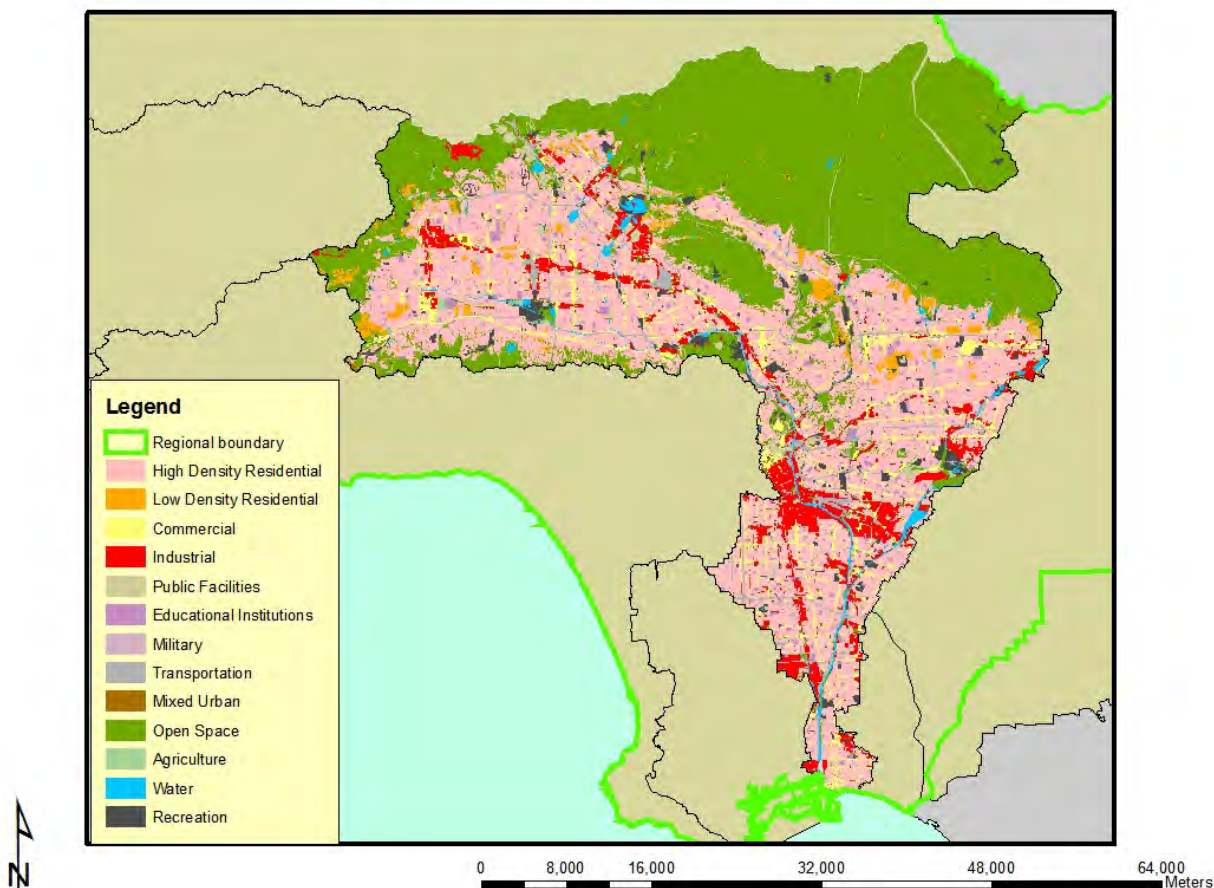 Legend
Regional boundary
High Density Residential
Low Density Residential
Commercial
Industrial
Public Facilities
Educational Institutions
Military
Transportation
Mixed Urban
Open Space
Agriculture
Water
Recreation
N
0 8,000 16,000 32,000 48,000 64,000
Meters